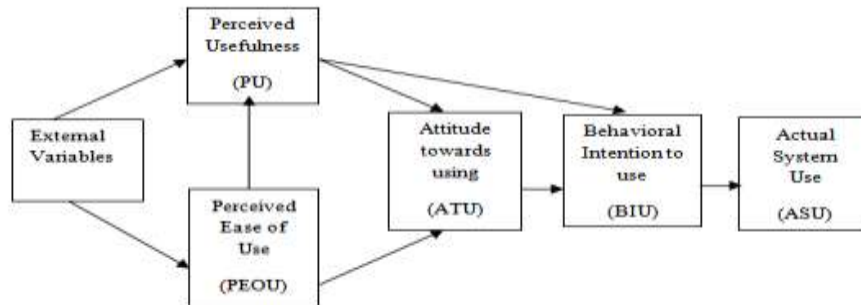 Perceived
Usefulness
(PU)
External
Variables
Perceived
Ease of
Use
(PEOU)
Attitude
towards
using
(ATU)
Behavioral
Intention to
use
(BIU)
Actual
System
Use
(ASU)